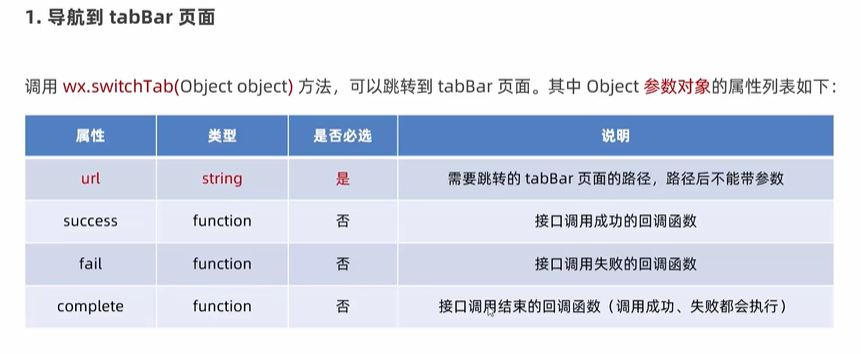 1. 导航到 tabBar 页面
调用 wx.switchTab(Object object) 方法，可以跳转到 tabBar 页面。其中 Object 参数对象的属性列表如下：
属性 类型 是否必选 说明
url string 是 需要跳转的 tabBar 页面的路径，路径后不能带参数
success function 否 接口调用成功的回调函数
fail function 否 接口调用失败的回调函数
complete function 否 接口调用结束的回调函数（调用成功、失败都会执行）